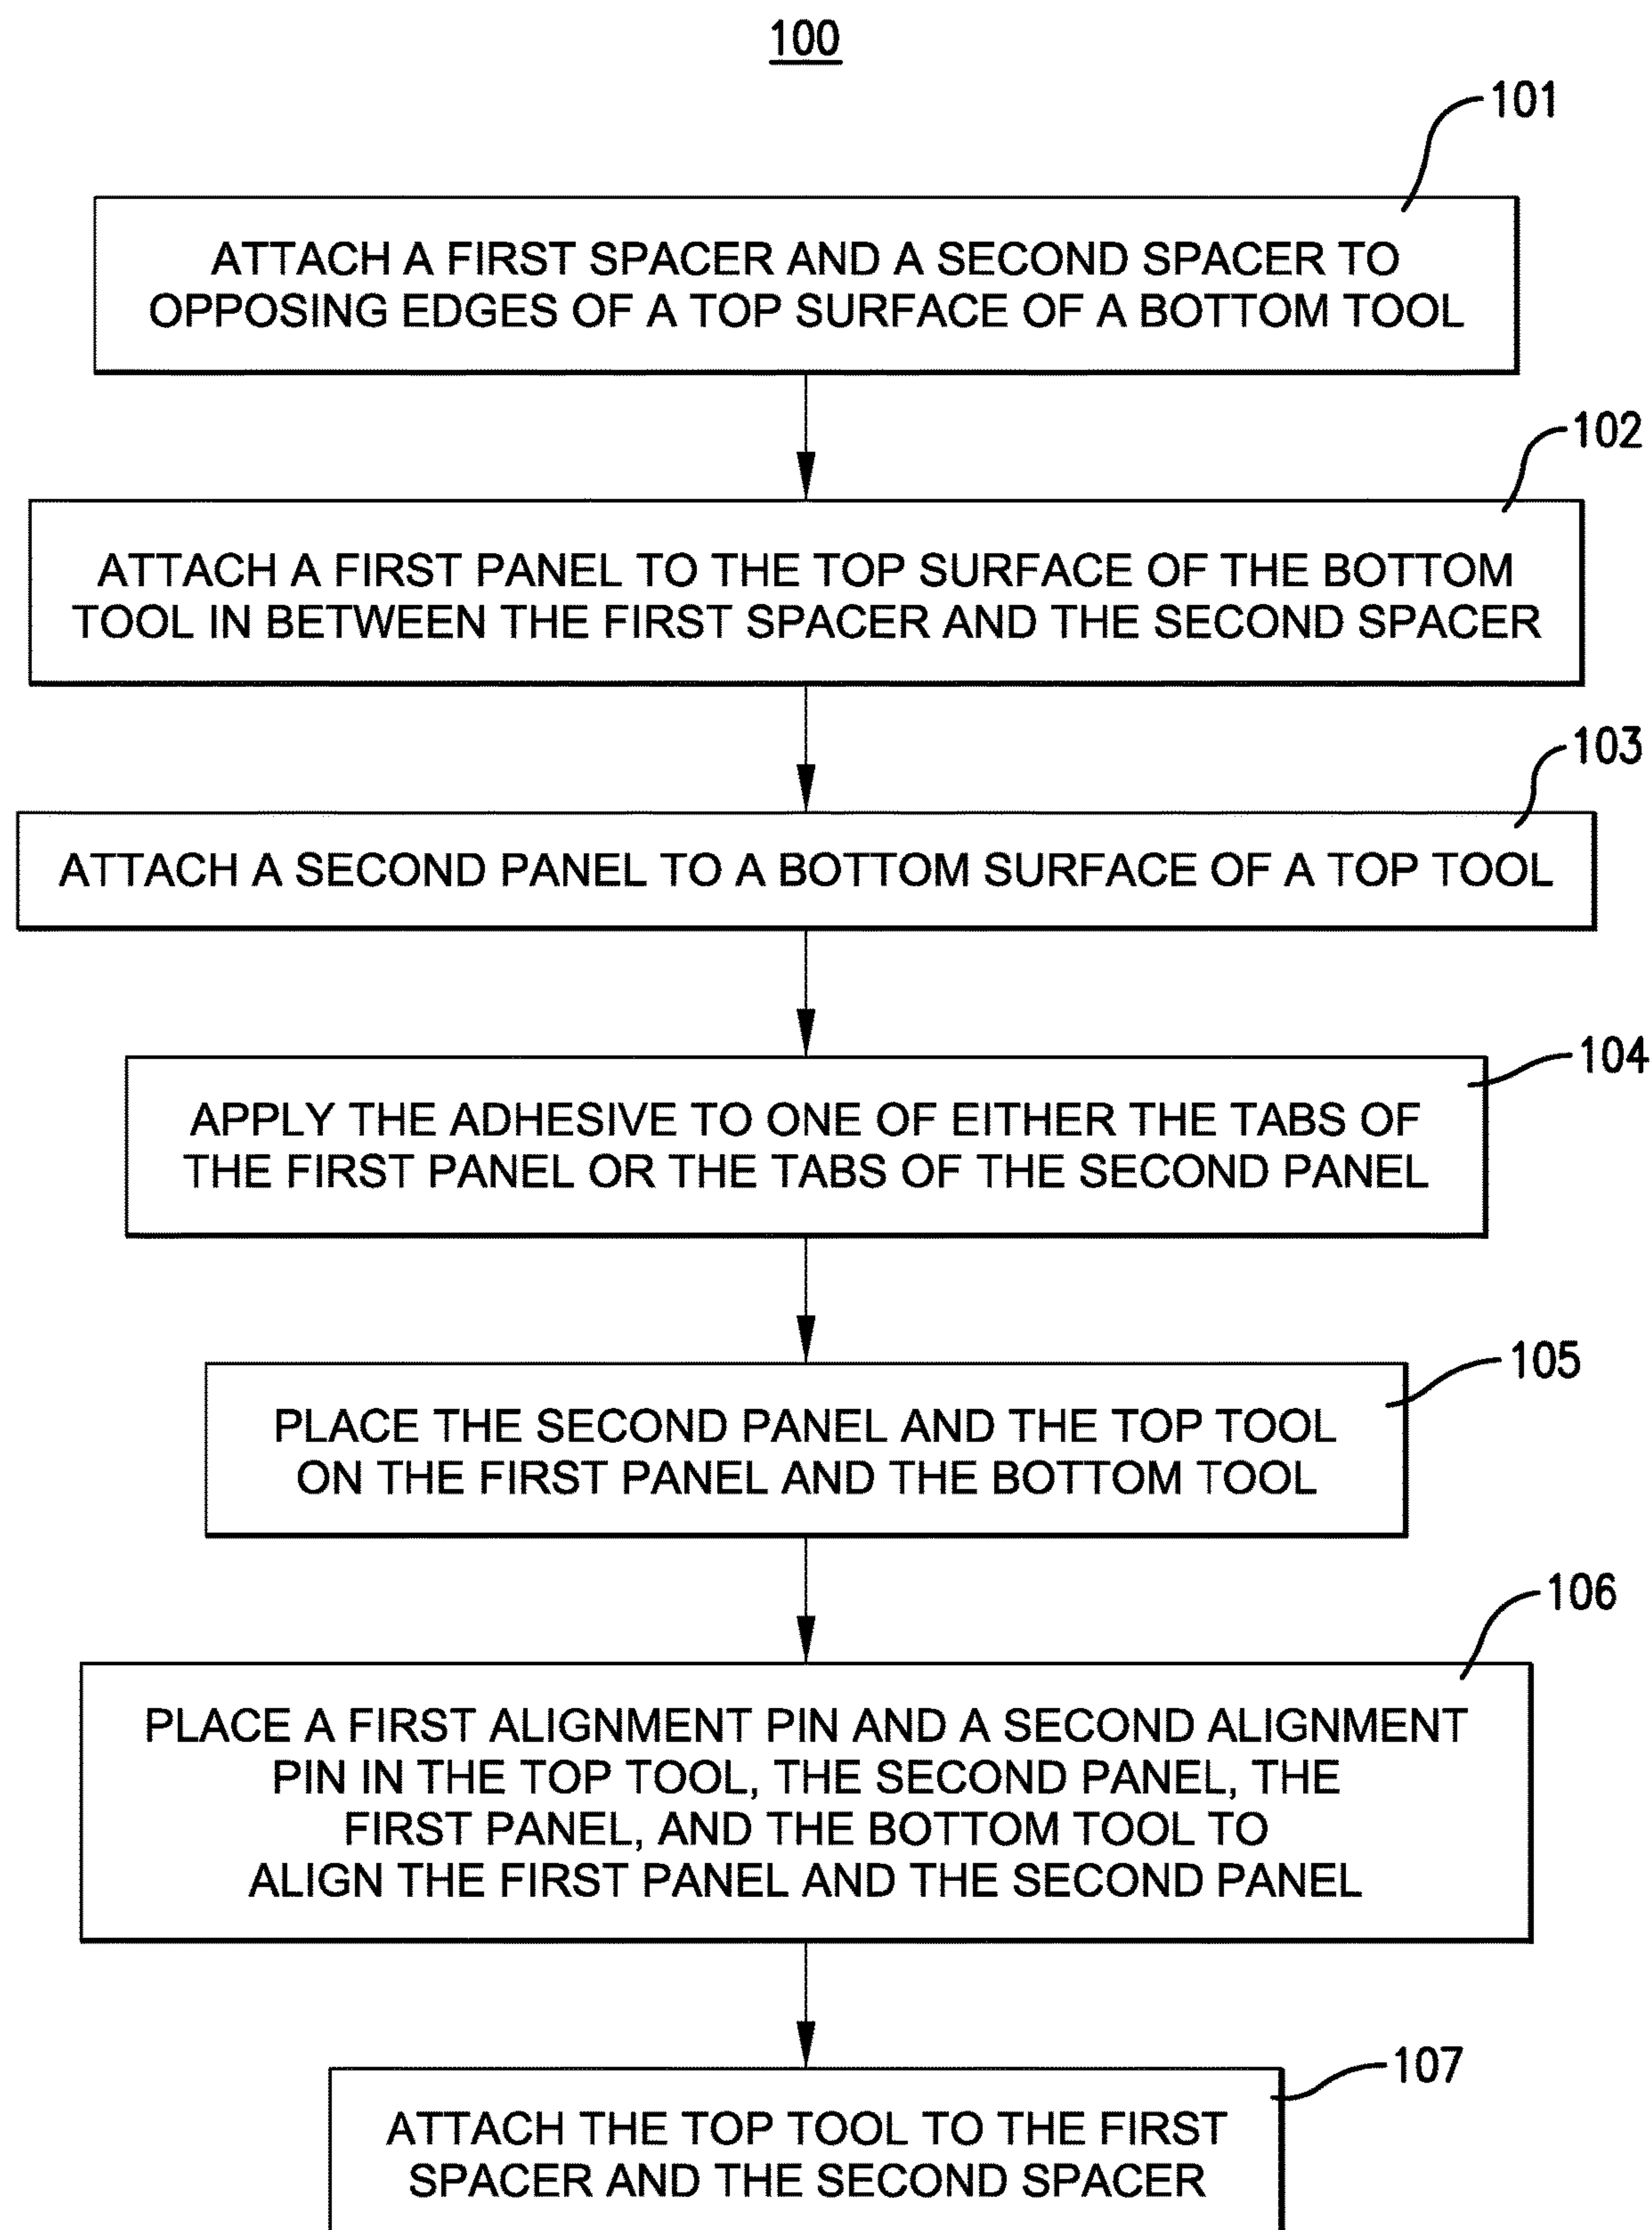 100
101
ATTACH A FIRST SPACER AND A SECOND SPACER TO
OPPOSING EDGES OF A TOP SURFACE OF A BOTTOM TOOL
102
ATTACH A FIRST PANEL TO THE TOP SURFACE OF THE BOTTOM
TOOL IN BETWEEN THE FIRST SPACER AND THE SECOND SPACER
103
ATTACH A SECOND PANEL TO A BOTTOM SURFACE OF A TOP TOOL
104
APPLY THE ADHESIVE TO ONE OF EITHER THE TABS OF
THE FIRST PANEL OR THE TABS OF THE SECOND PANEL
105
PLACE THE SECOND PANEL AND THE TOP TOOL
ON THE FIRST PANEL AND THE BOTTOM TOOL
106
PLACE A FIRST ALIGNMENT PIN AND A SECOND ALIGNMENT
PIN IN THE TOP TOOL, THE SECOND PANEL, THE
FIRST PANEL, AND THE BOTTOM TOOL TO
ALIGN THE FIRST PANEL AND THE SECOND PANEL
107
ATTACH THE TOP TOOL TO THE FIRST
SPACER AND THE SECOND SPACER